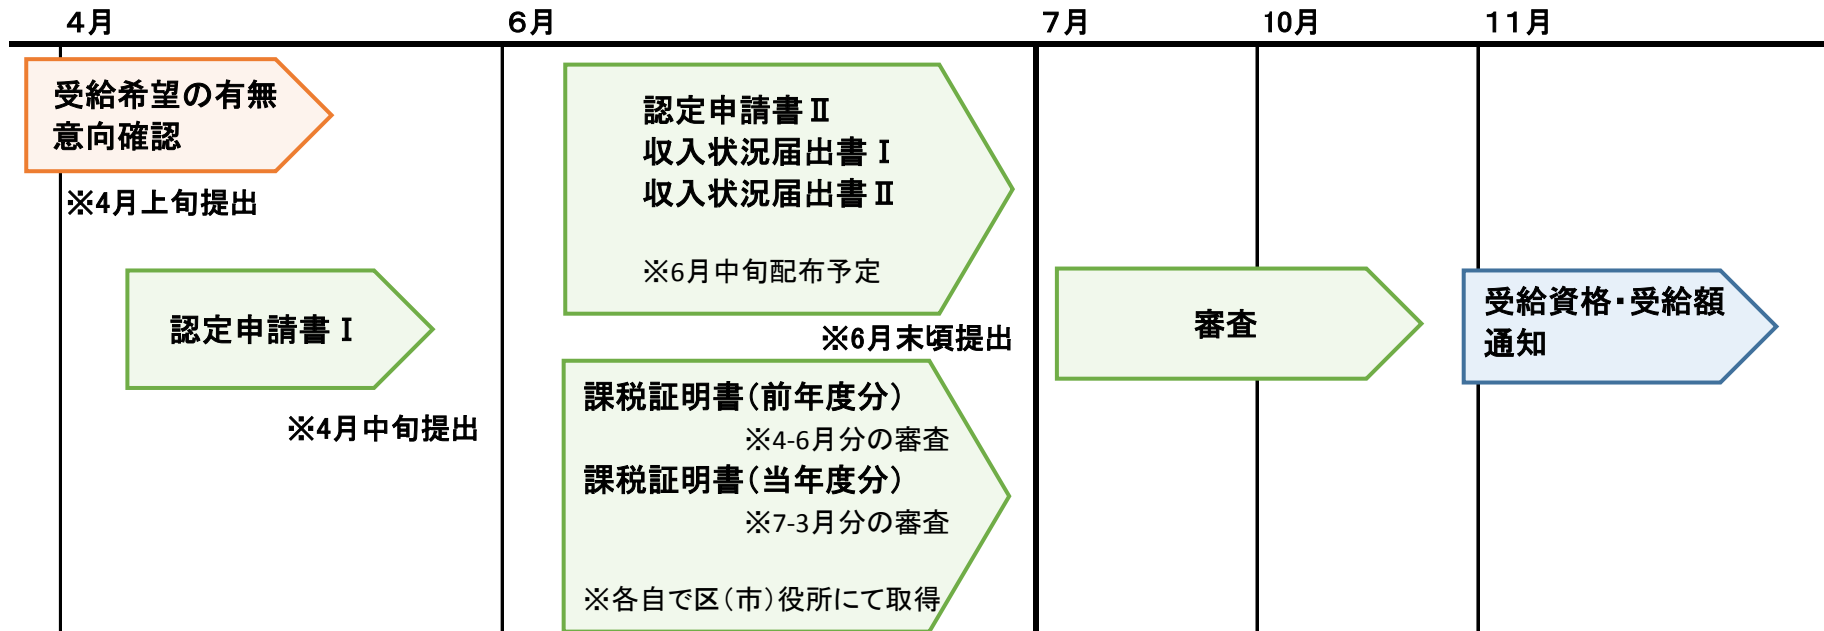 4月
6月
7月
10月
11月
受給希望の有無
意向確認
※4月上旬提出
認定申請書Ⅰ
※4月中旬提出
認定申請書Ⅱ
収入状況届出書Ⅰ
収入状況届出書Ⅱ
※6月中旬配布予定
※6月末頃提出
課税証明書(前年度分)
※4-6月分の審査
課税証明書(当年度分)
※7-3月分の審査
※各自で区(市)役所にて取得
審査
受給資格・受給額
通知